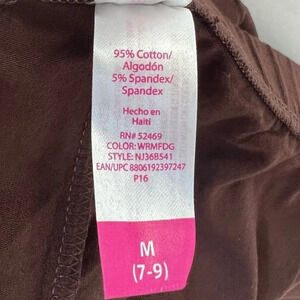 95% Cotton/
Algodón
5% Spandex/
Spandex
Hecho en
Haití
RN# 52469
COLOR: WRMFDG
STYLE: NJ36B541
EAN/UPC 8806192397247
P16
M
(7-9)